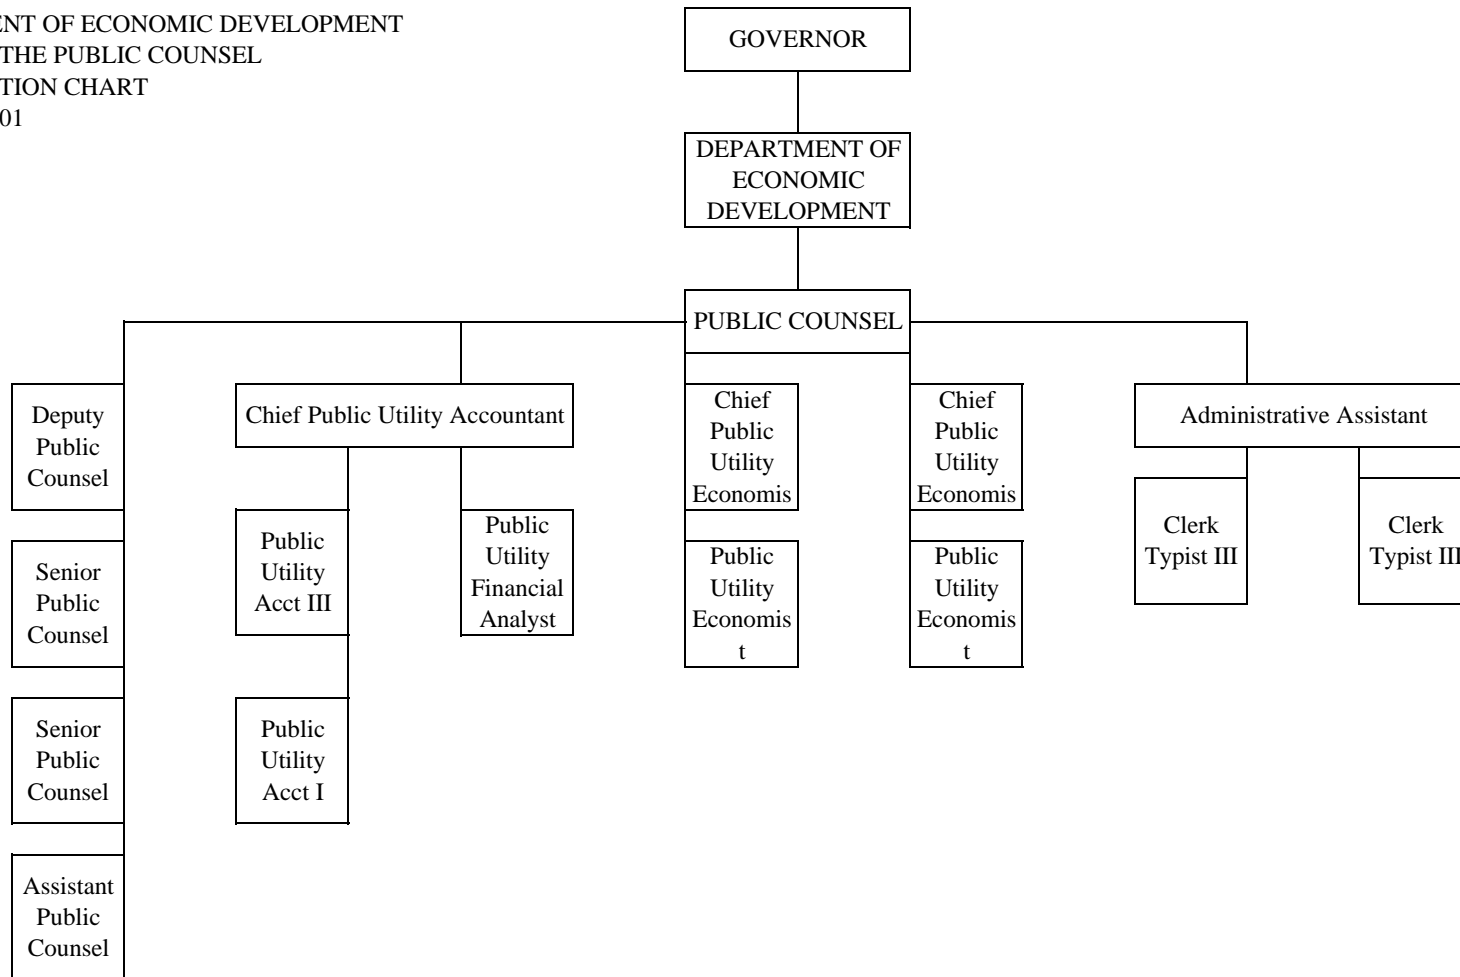 ENT OF ECONOMIC DEVELOPMENT
THE PUBLIC COUNSEL
TION CHART
01
GOVERNOR
DEPARTMENT OF
ECONOMIC
DEVELOPMENT
PUBLIC COUNSEL
Deputy
Public
Counsel
Chief Public Utility Accountant
Chief
Public
Utility
Economis
Chief
Public
Utility
Economis
Administrative Assistant
Senior
Public
Counsel
Public
Utility
Acct III
Public
Utility
Financial
Analyst
Public
Utility
Economis
t
Public
Utility
Economis
t
Clerk
Typist III
Clerk
Typist III
Senior
Public
Counsel
Public
Utility
Acct I
Assistant
Public
Counsel